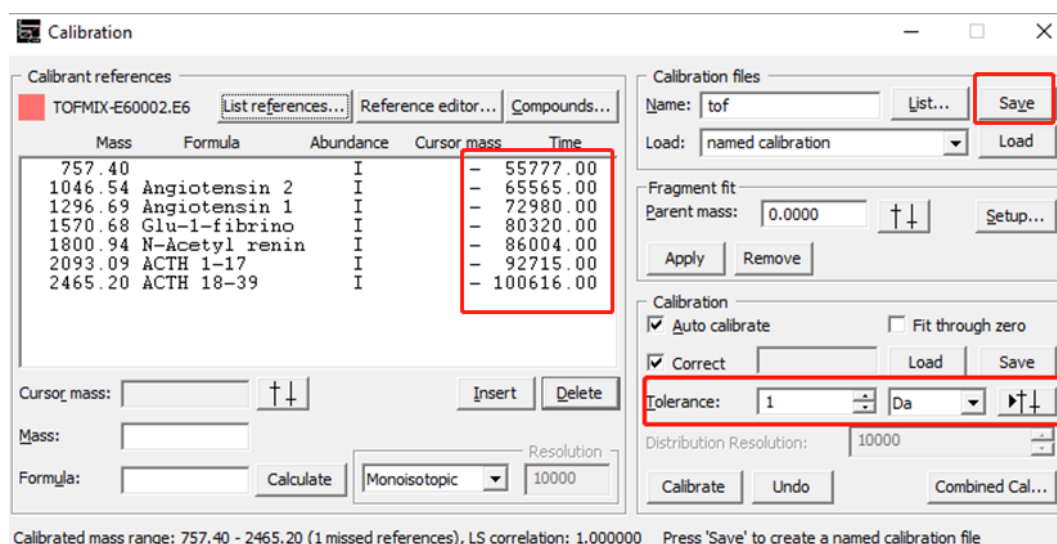 Calibration
Calibrant references
TOFMIX-E60002.E6 List references... Reference editor... Compounds...
Mass Formula Abundance Cursor mass Time
757.40 I - 55777.00
1046.54 Angiotensin 2 I - 65565.00
1296.69 Angiotensin 1 I - 72980.00
1570.68 Glu-1-fibrino I - 80320.00
1800.94 N-Acetyl renin I - 86004.00
2093.09 ACTH 1-17 I - 92715.00
2465.20 ACTH 18-39 I - 100616.00
Cursor mass: Insert Delete
Mass:
Formula: Calculate Monoisotopic
Resolution
10000
Calibration files
Name: tof List... Save
Load: named calibration Load
Fragment fit
Parent mass: 0.0000 Setup...
Apply Remove
Calibration
Auto calibrate Fit through zero
Correct Load Save
Tolerance: 1 Da
Distribution Resolution: 10000
Calibrate Undo Combined Cal...
Calibrated mass range: 757.40 - 2465.20 (1 missed references), LS correlation: 1.000000 Press 'Save' to create a named calibration file